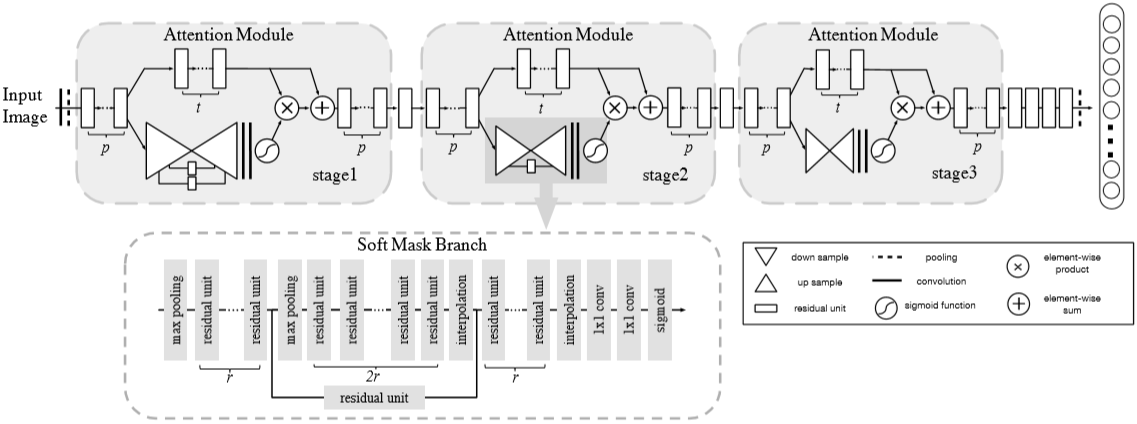 Attention Module
Attention Module
Attention Module
Input
Image
t
t
t
p
p
p
p
p
p
stage1
stage2
stage3
Soft Mask Branch
max pooling
residual unit
residual unit
max pooling
residual unit
residual unit
residual unit
residual unit
interpolation
residual unit
residual unit
interpolation
1x1 conv
1x1 conv
sigmoid
r
2r
r
residual unit
down sample
pooling
element-wise
product
up sample
convolution
residual unit
sigmoid function
element-wise
sum